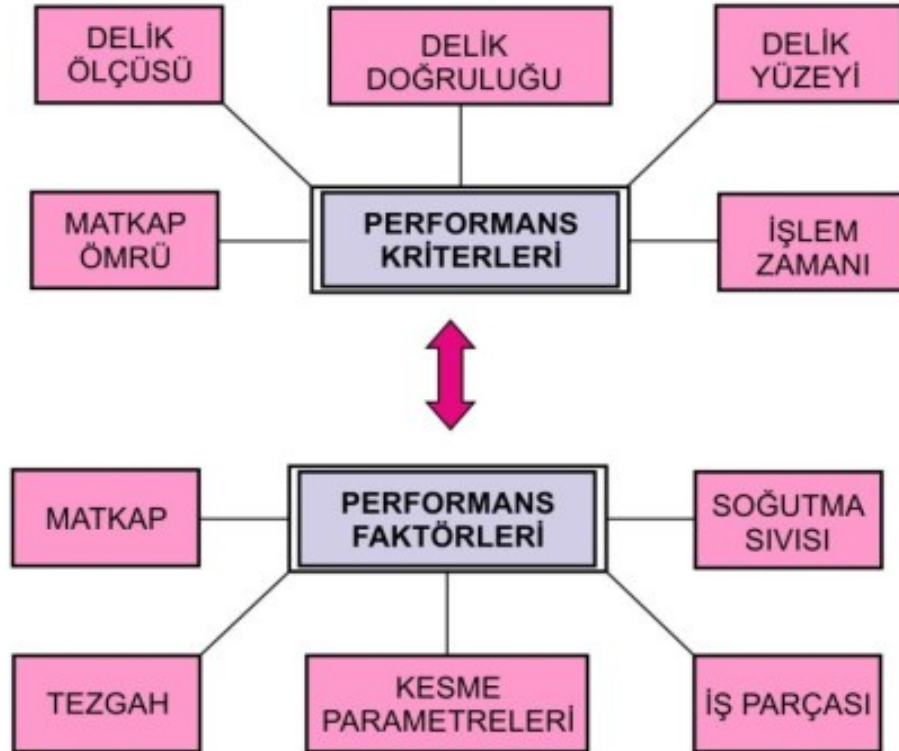 DELİK
ÖLÇÜSÜ
DELİK
DOĞRULUĞU
DELİK
YÜZEYİ
MATKAP
ÖMRÜ
PERFORMANS
KRİTERLERİ
İŞLEM
ZAMANI
MATKAP
PERFORMANS
FAKTÖRLERİ
SOĞUTMA
SIVISI
TEZGAH
KESME
PARAMETRELERİ
İŞ PARÇASI